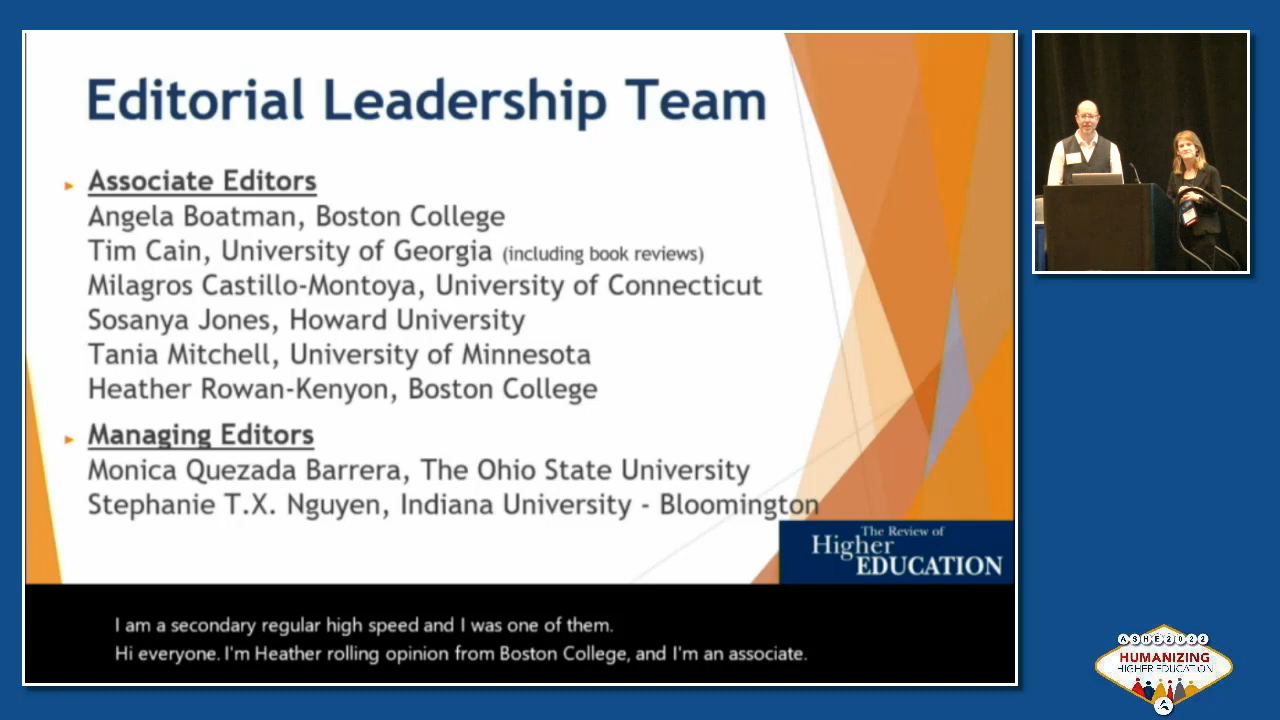 Editorial Leadership Team
Associate Editors
Angela Boatman, Boston College
Tim Cain, University of Georgia (including book reviews)
Milagros Castillo-Montoya, University of Connecticut
Sosanya Jones, Howard University
Tania Mitchell, University of Minnesota
Heather Rowan-Kenyon, Boston College
Managing Editors
Monica Quezada Barrera, The Ohio State University
Stephanie T.X. Nguyen, Indiana University - Bloomington
The Review of
Higher
EDUCATION
I am a secondary regular high speed and I was one of them.
Hi everyone. I'm Heather rolling opinion from Boston College, and I'm an associate.
ASHE2022
HUMANIZING
HIGHER EDUCATION
A